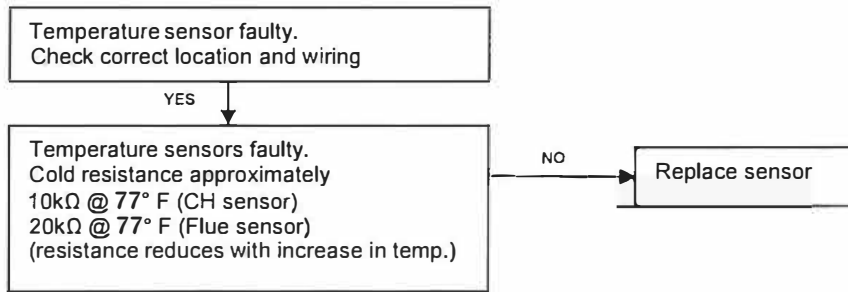 Temperature sensor faulty.
Check correct location and wiring
YES
Temperature sensors faulty.
Cold resistance approximately
10kΩ @ 77° F (CH sensor)
20kΩ @ 77° F (Flue sensor)
(resistance reduces with increase in temp.)
NO
Replace sensor